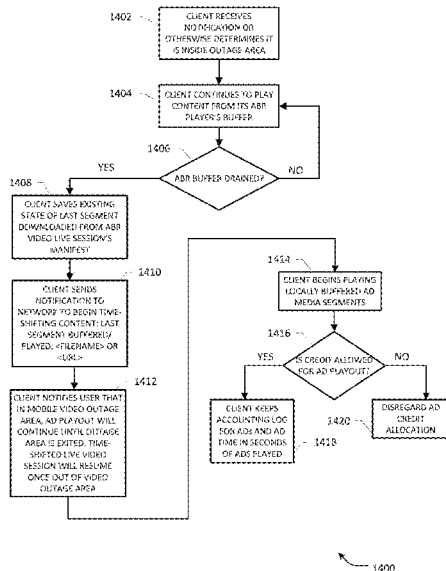 1402
CLIENT RECEIVES
NOTIFICATION OR
OTHERWISE DETERMINES IT
IS INSIDE OUTAGE AREA
1404
CLIENT CONTINUES TO PLAY
CONTENT FROM ITS ABR
PLAYER'S BUFFER
1406
ABR BUFFER DRAINED?
YES
NO
1408
CLIENT SAVES EXISTING
STATE OF LAST SEGMENT
DOWNLOADED FROM ABR
VIDEO LIVE SESSION'S
MANIFEST
1410
CLIENT SENDS
NOTIFICATION TO
NETWORK TO BEGIN TIME-
SHIFTING CONTENT: LAST
SEGMENT BUFFERED/
PLAYED: <FILENAME> OR
<URL>
1412
CLIENT NOTIFIES USER THAT
IN MOBILE VIDEO OUTAGE
AREA, AD PLAYOUT WILL
CONTINUE UNTIL OUTAGE
AREA IS EXITED. TIME-
SHIFTED LIVE VIDEO
SESSION WILL RESUME
ONCE OUT OF VIDEO
OUTAGE AREA
1414
CLIENT BEGINS PLAYING
LOCALLY BUFFERED AD
MEDIA SEGMENTS
1416
IS CREDIT ALLOWED
FOR AD PLAYOUT?
YES
NO
CLIENT KEEPS
ACCOUNTING LOG
FOR ADS AND AD
TIME IN SECONDS
OF ADS PLAYED
1418
DISREGARD AD
CREDIT
ALLOCATION
1420
1400